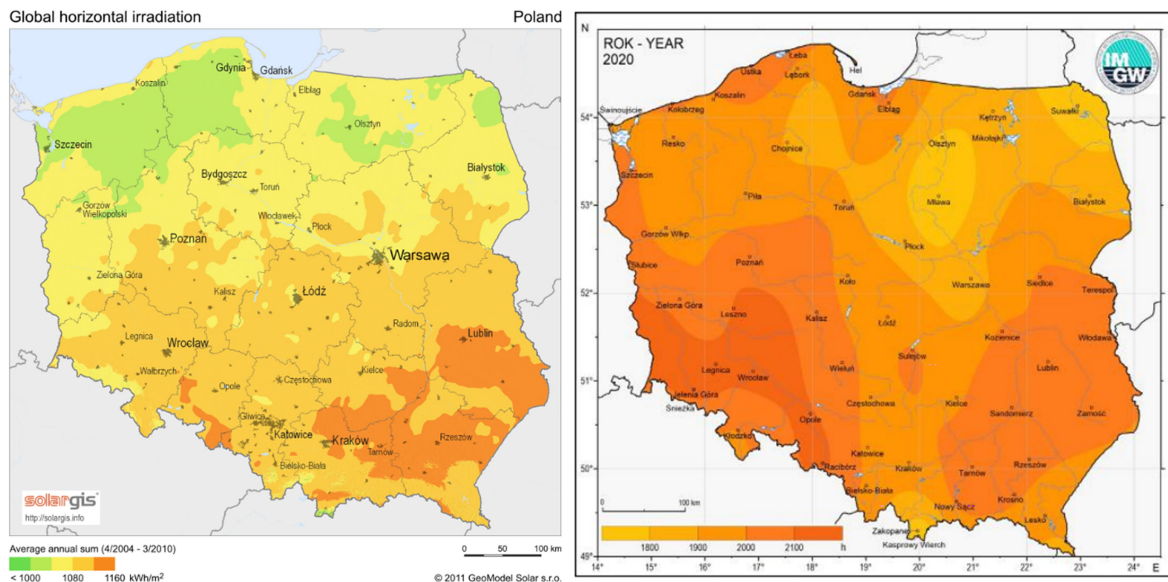 Global horizontal irradiation
Poland
Gdynia
Gdańsk
Koszalin
Elbląg
Olsztyn
Szczecin
Białystok
Bydgoszcz
Toruń
Gorzów
Wielkopolski
Włocławek
Płock
Poznań
Warsawa
Zielona Góra
Kalisz
Łódź
Radom
Lublin
Legnica
Wrocław
Wałbrzych
Opole
Częstochowa
Kielce
Gliwice
Katowice
Kraków
Tarnów
Rzeszów
Bielsko-Biała
solargis
http://solargis.info
Average annual sum (4/2004 - 3/2010)
< 1000 1080 1160 kWh/m²
0 50 100 km
© 2011 GeoModel Solar s.r.o.
N
ROK - YEAR
2020
IM
GW
Łeba
Ustka
Lębork
Hel
Koszalin
Gdańsk
Elbląg
Kołobrzeg
Świnoujście
Suwałki
Kętrzyn
54°
54°
Resko
Chojnice
Olsztyn
Mikołajki
Szczecin
Piła
Toruń
Mława
Białystok
53°
53°
Gorzów Wlkp.
Płock
Słubice
Poznań
Koło
Warszawa
Siedlce
Terespol
52°
52°
Zielona Góra
Leszno
Kalisz
Łódź
Kozienice
Włodawa
Sulejów
Legnica
Wrocław
Wieluń
Lublin
51°
51°
Jelenia Góra
Śnieżka
Opole
Częstochowa
Kielce
Sandomierz
Zamość
Kłodzko
Katowice
Racibórz
Kraków
Tarnów
Rzeszów
50°
50°
Bielsko-Biała
Nowy Sącz
Krosno
Lesko
0 100 km
Zakopane
Kasprowy Wierch
1800 1900 2000 2100 h
49°
49°
14° 15° 16° 17° 18° 19° 20° 21° 22° 23° E